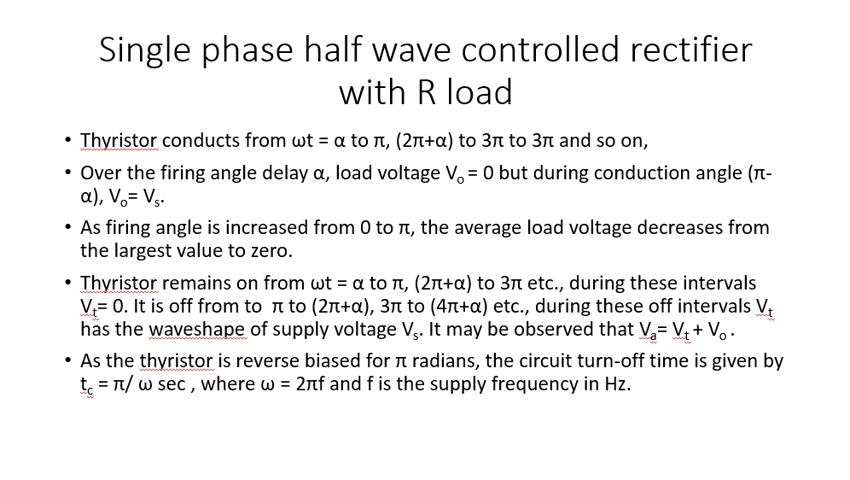 Single phase half wave controlled rectifier
with R load
• Thyristor conducts from ωt = α to π, (2π+α) to 3π to 3π and so on,
• Over the firing angle delay α, load voltage Vₒ = 0 but during conduction angle (π-
α), Vₒ= Vₛ.
• As firing angle is increased from 0 to π, the average load voltage decreases from
the largest value to zero.
• Thyristor remains on from ωt = α to π, (2π+α) to 3π etc., during these intervals
Vₜ= 0. It is off from to  π to (2π+α), 3π to (4π+α) etc., during these off intervals Vₜ
has the waveshape of supply voltage Vₛ. It may be observed that Vₐ= Vₜ + Vₒ .
• As the thyristor is reverse biased for π radians, the circuit turn-off time is given by
t_c = π/ ω sec , where ω = 2πf and f is the supply frequency in Hz.